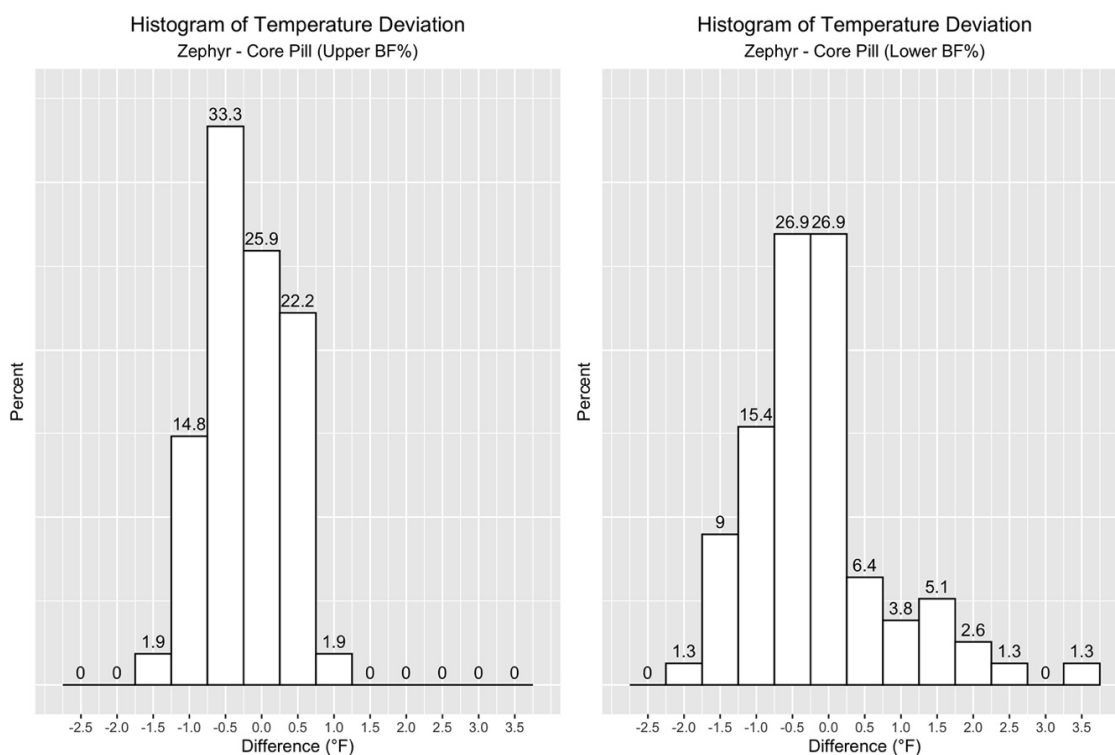 Histogram of Temperature Deviation
Zephyr - Core Pill (Upper BF%)
33.3
25.9
22.2
14.8
1.9
1.9
0 0 0 0 0 0 0
Percent
-2.5 -2.0 -1.5 -1.0 -0.5 0.0 0.5 1.0 1.5 2.0 2.5 3.0 3.5
Difference (°F)
Histogram of Temperature Deviation
Zephyr - Core Pill (Lower BF%)
26.9 26.9
15.4
9
6.4
5.1
3.8
2.6
1.3 1.3 1.3
0 0
Percent
-2.5 -2.0 -1.5 -1.0 -0.5 0.0 0.5 1.0 1.5 2.0 2.5 3.0 3.5
Difference (°F)